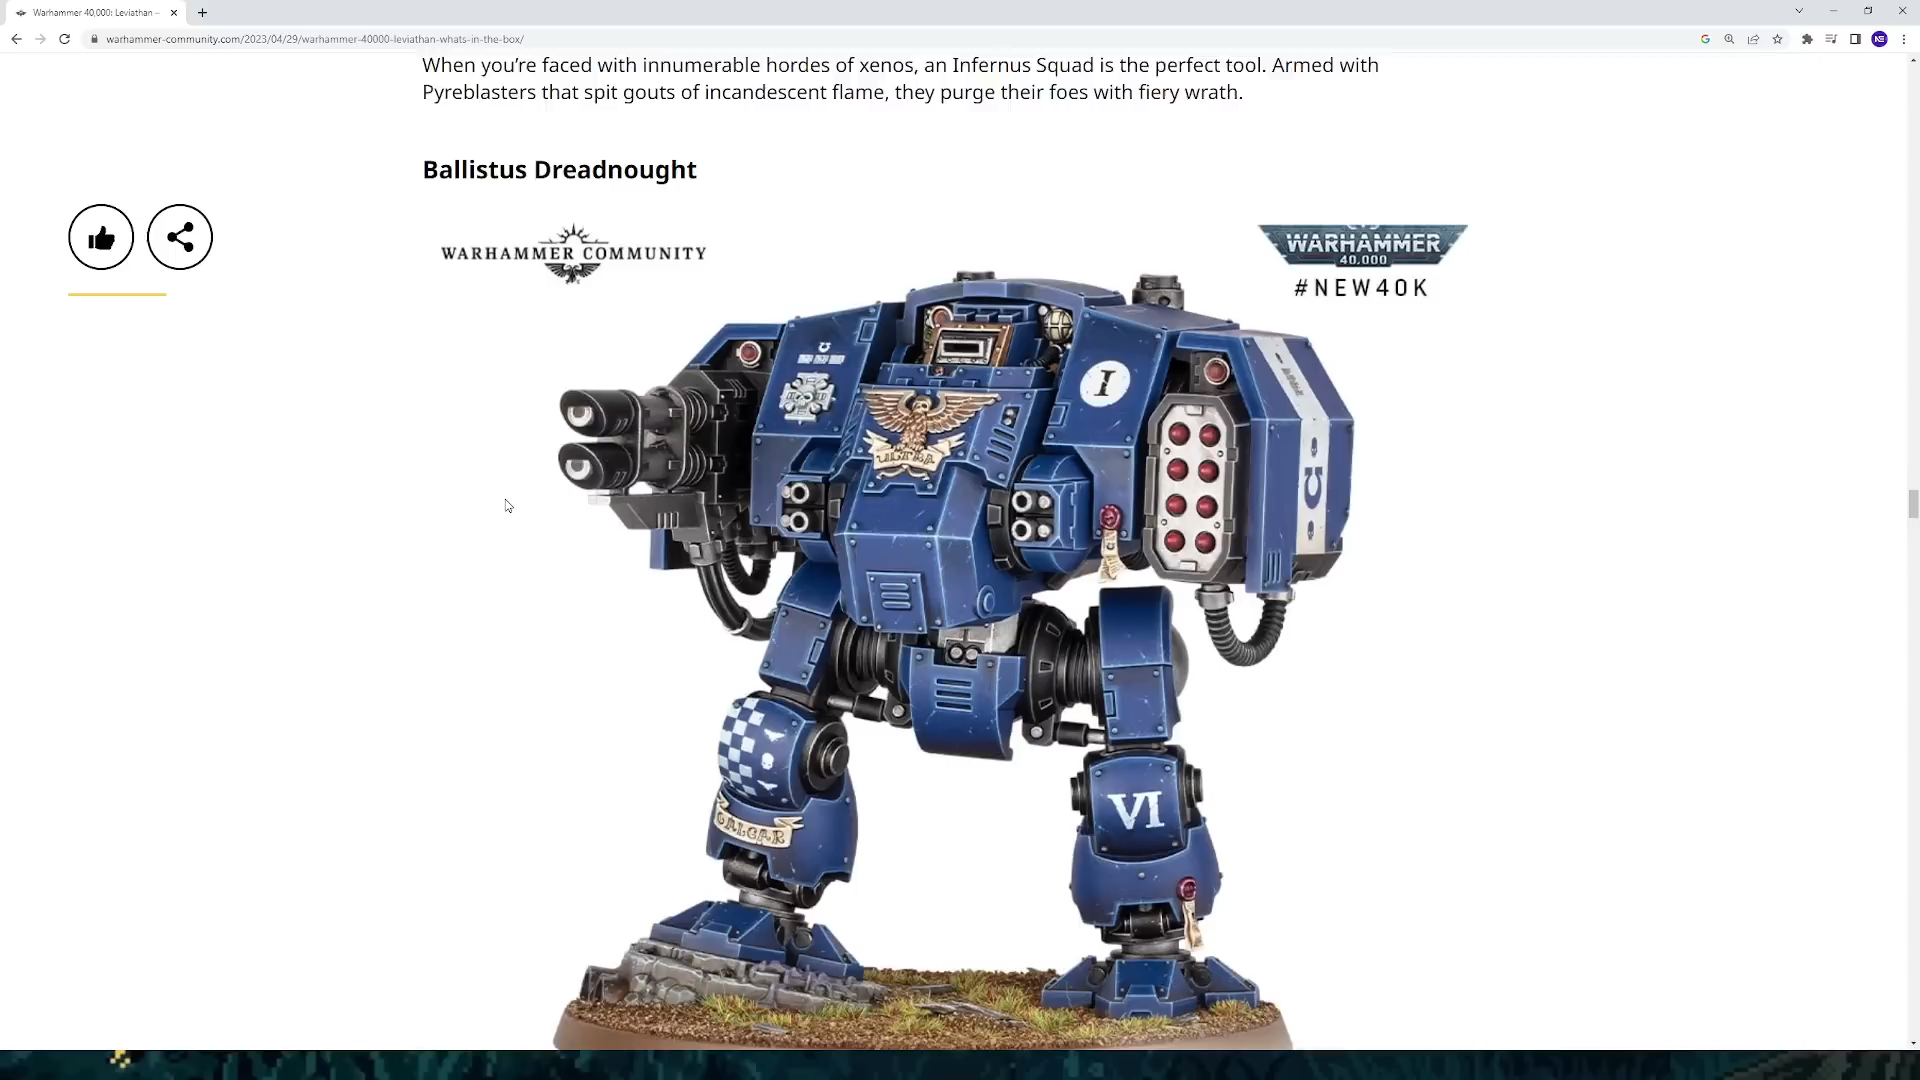 Warhammer 40,000: Leviathan –
warhammer-community.com/2023/04/29/warhammer-40000-leviathan-whats-in-the-box/
NE
When you’re faced with innumerable hordes of xenos, an Infernus Squad is the perfect tool. Armed with
Pyreblasters that spit gouts of incandescent flame, they purge their foes with fiery wrath.
Ballistus Dreadnought
WARHAMMER COMMUNITY
WARHAMMER
40,000
#NEW40K
I
ULTRA
VI
CALGAR